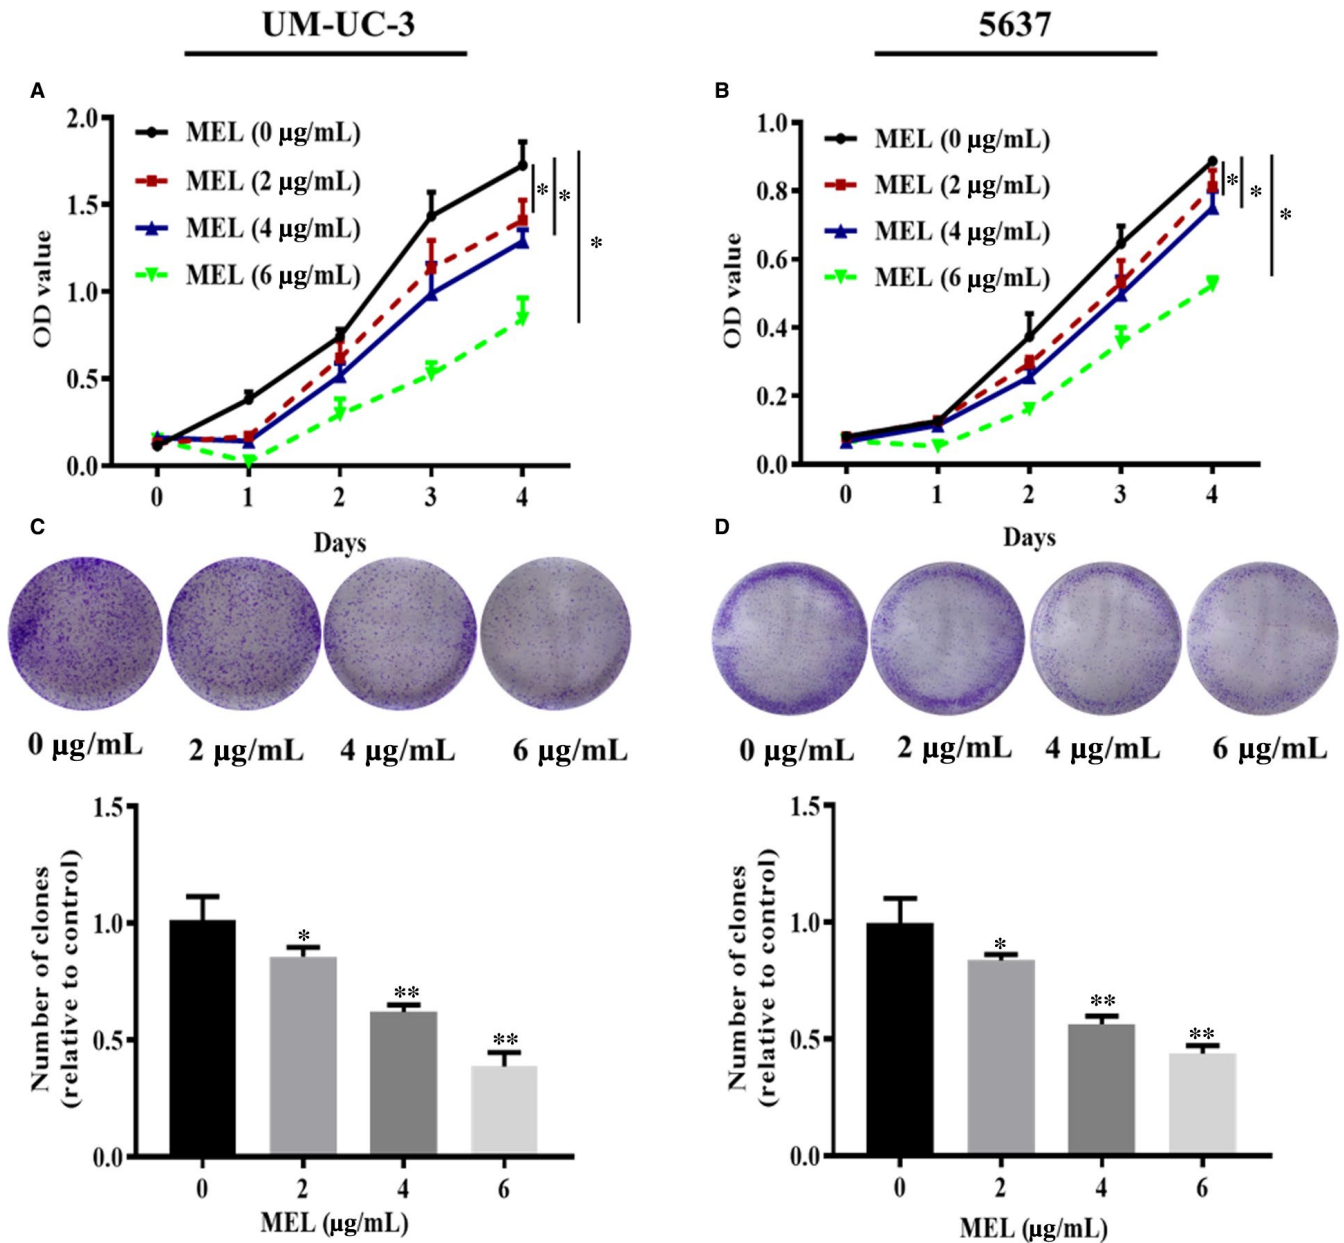 UM-UC-3
5637
A
2.0
1.5
1.0
0.5
0.0
OD value
MEL (0 µg/mL)
MEL (2 µg/mL)
MEL (4 µg/mL)
MEL (6 µg/mL)
*
*
*
0 1 2 3 4
Days
B
1.0
0.8
0.6
0.4
0.2
0.0
OD value
MEL (0 µg/mL)
MEL (2 µg/mL)
MEL (4 µg/mL)
MEL (6 µg/mL)
*
*
*
0 1 2 3 4
Days
C
0 µg/mL 2 µg/mL 4 µg/mL 6 µg/mL
1.5
1.0
0.5
0.0
Number of clones
(relative to control)
*
**
**
0 2 4 6
MEL (µg/mL)
D
0 µg/mL 2 µg/mL 4 µg/mL 6 µg/mL
1.5
1.0
0.5
0.0
Number of clones
(relative to control)
*
**
**
0 2 4 6
MEL (µg/mL)